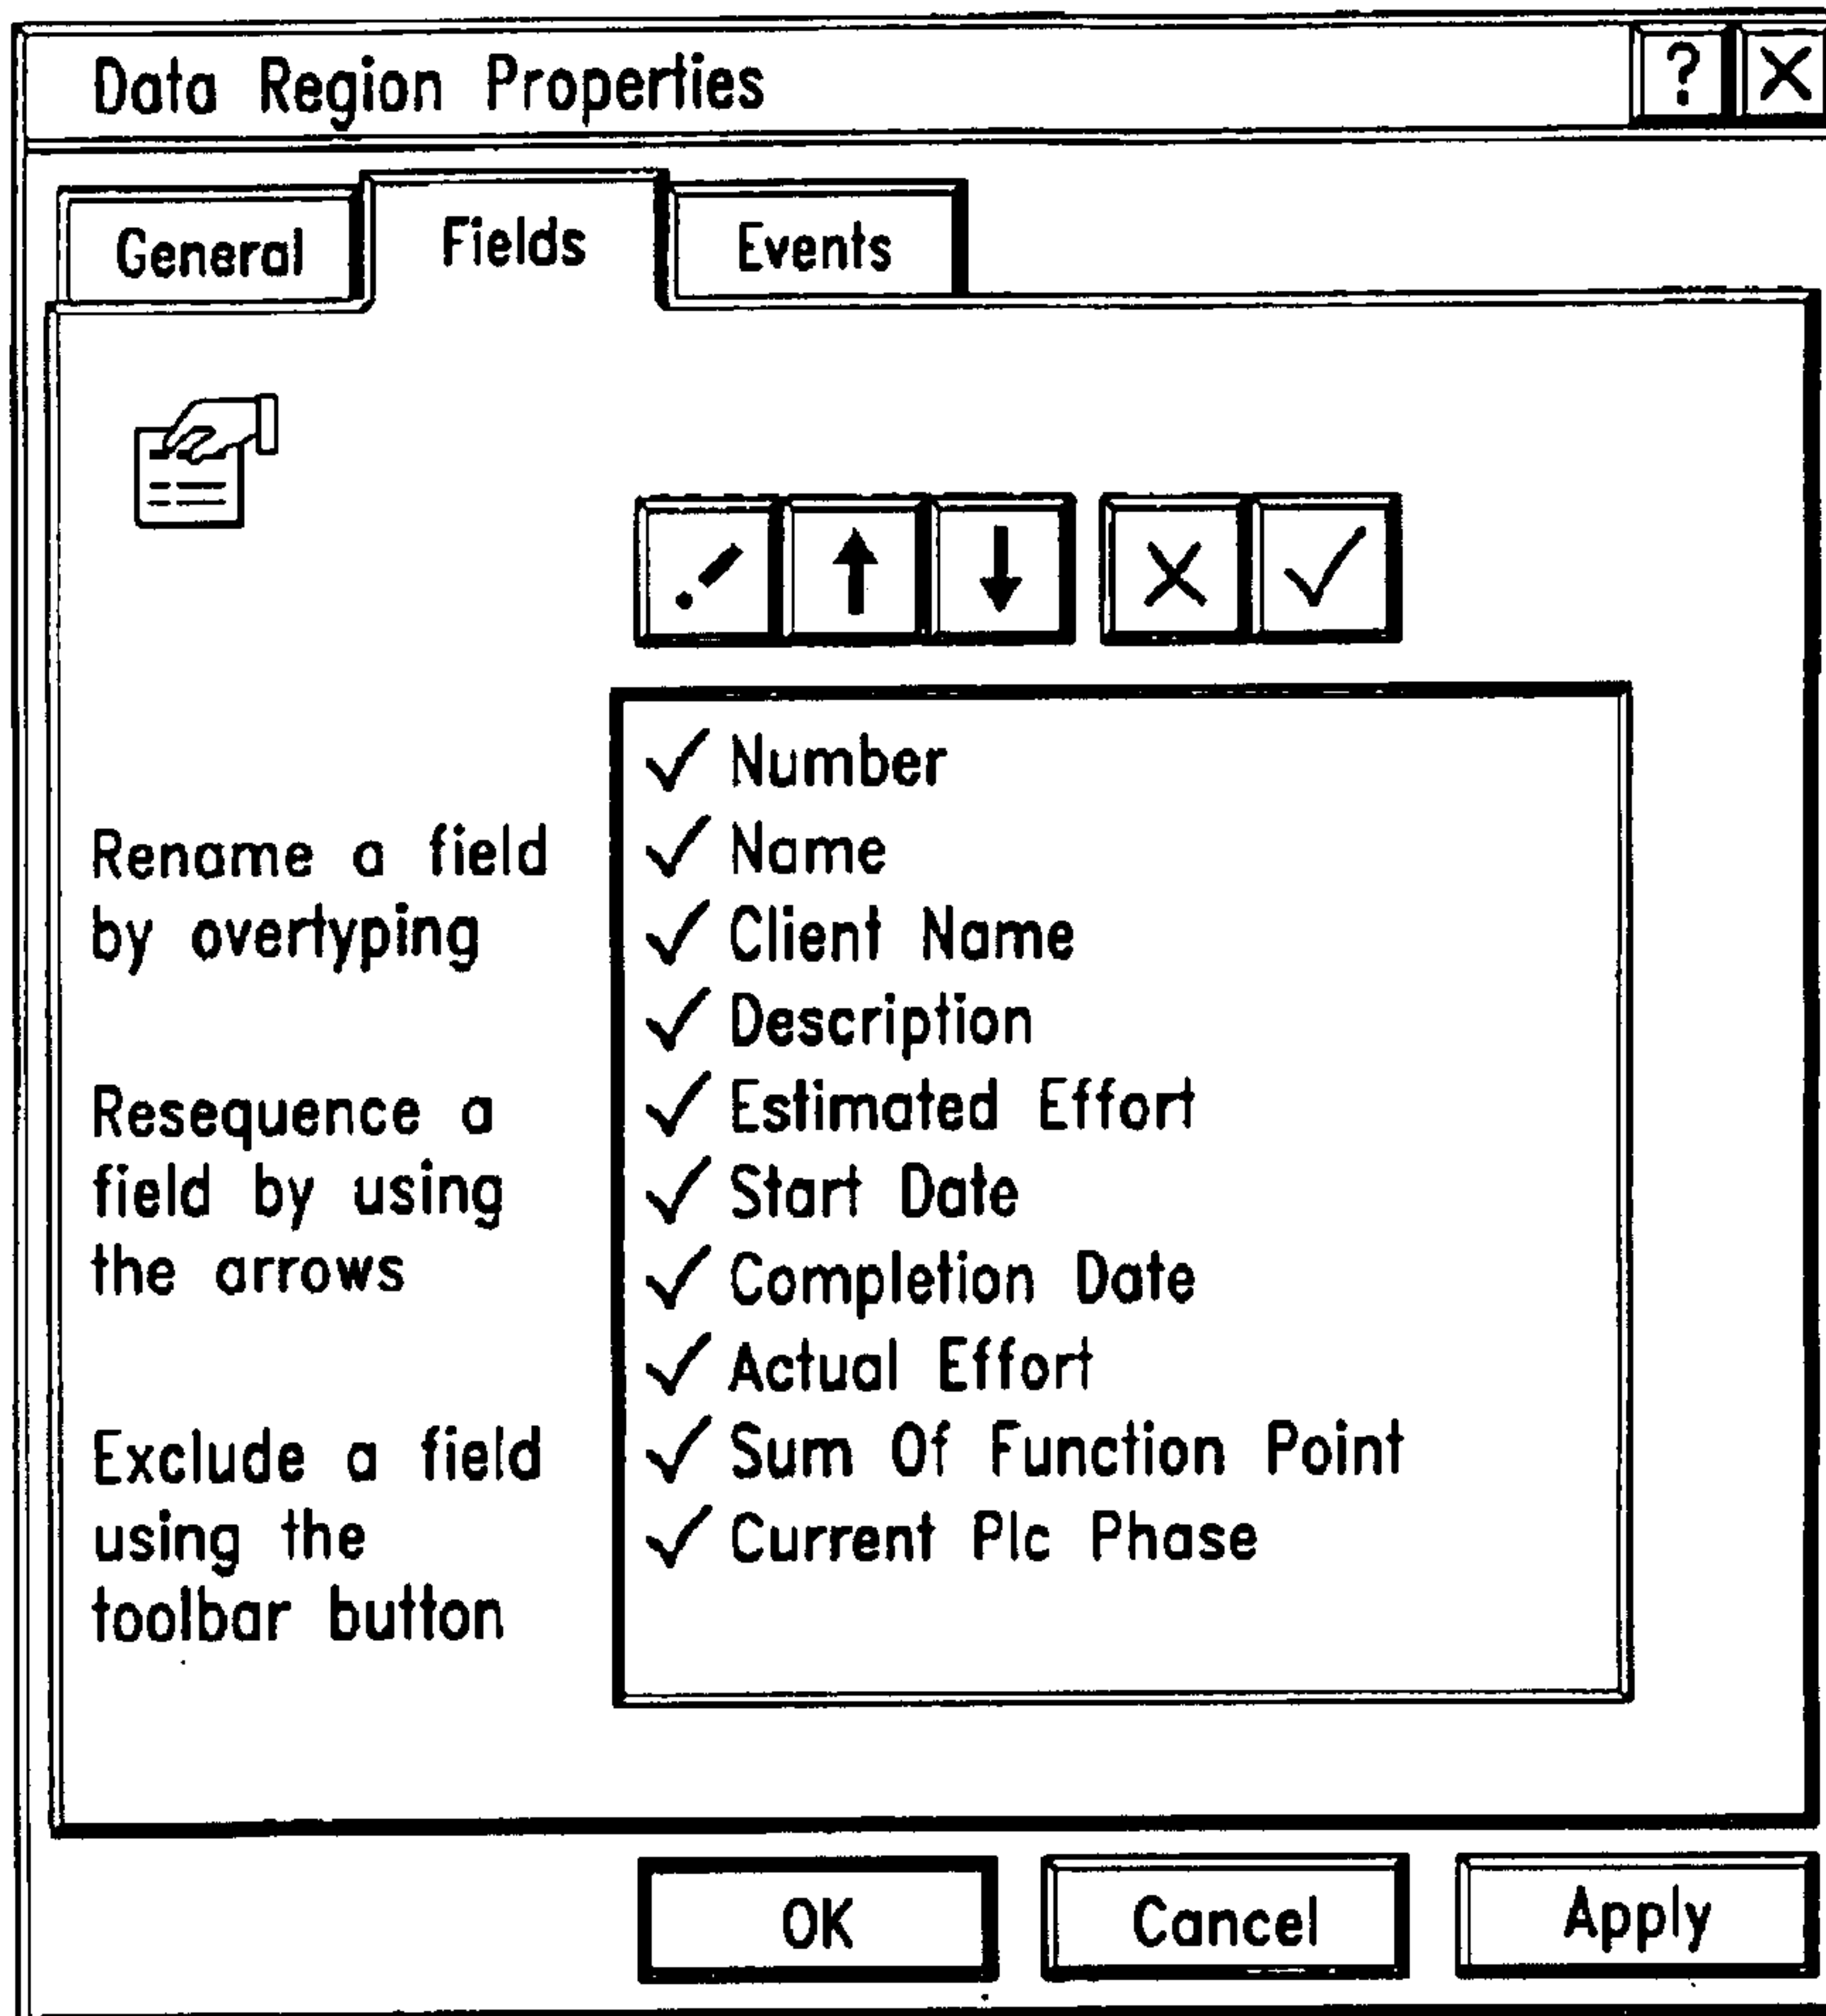 Data Region Properties
?
General
Fields
Events
Rename a field
by overtyping
Resequence a
field by using
the arrows
Exclude a field
using the
toolbar button
Number
Name
Client Name
Description
Estimated Effort
Start Date
Completion Date
Actual Effort
Sum Of Function Point
Current Plc Phase
OK
Cancel
Apply